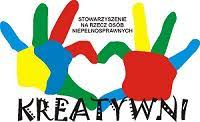 STOWARZYSZENIE
NA RZECZ OSÓB
NIEPEŁNOSPRAWNYCH
KREATYWNI